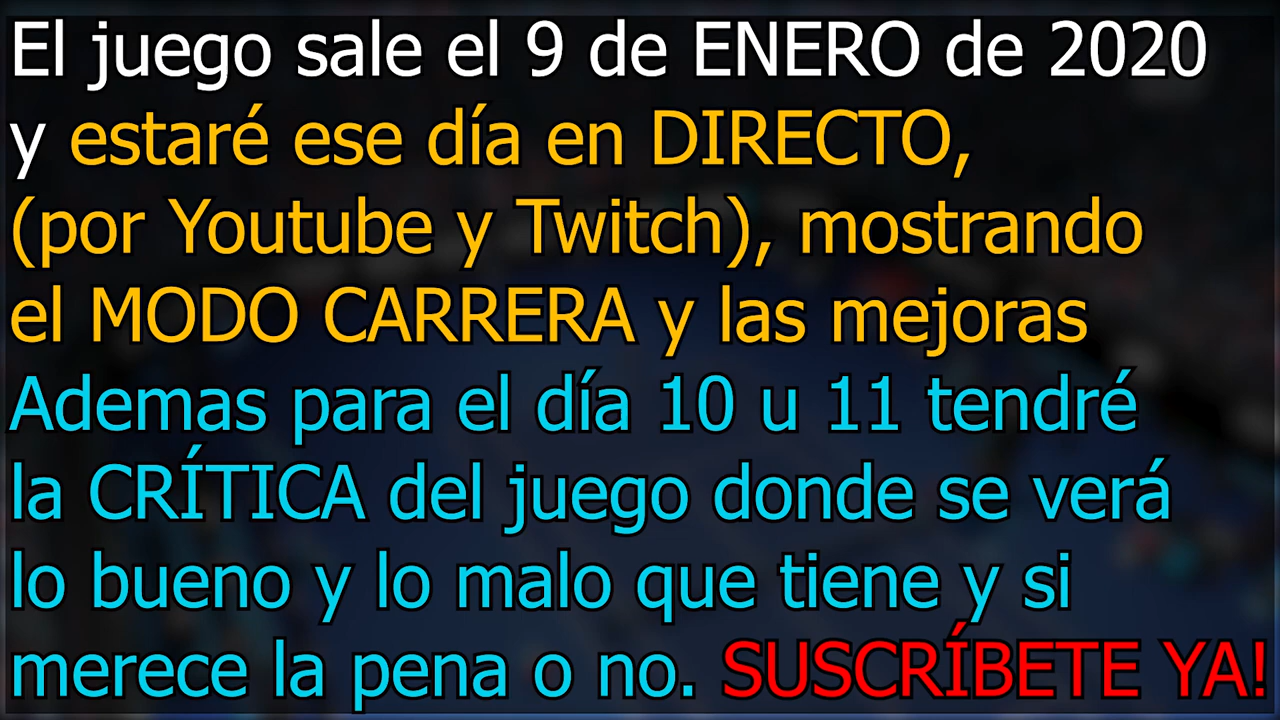 El juego sale el 9 de ENERO de 2020
y estaré ese día en DIRECTO,
(por Youtube y Twitch), mostrando
el MODO CARRERA y las mejoras
Ademas para el día 10 u 11 tendré
la CRÍTICA del juego donde se verá
lo bueno y lo malo que tiene y si
merece la pena o no. SUSCRÍBETE YA!